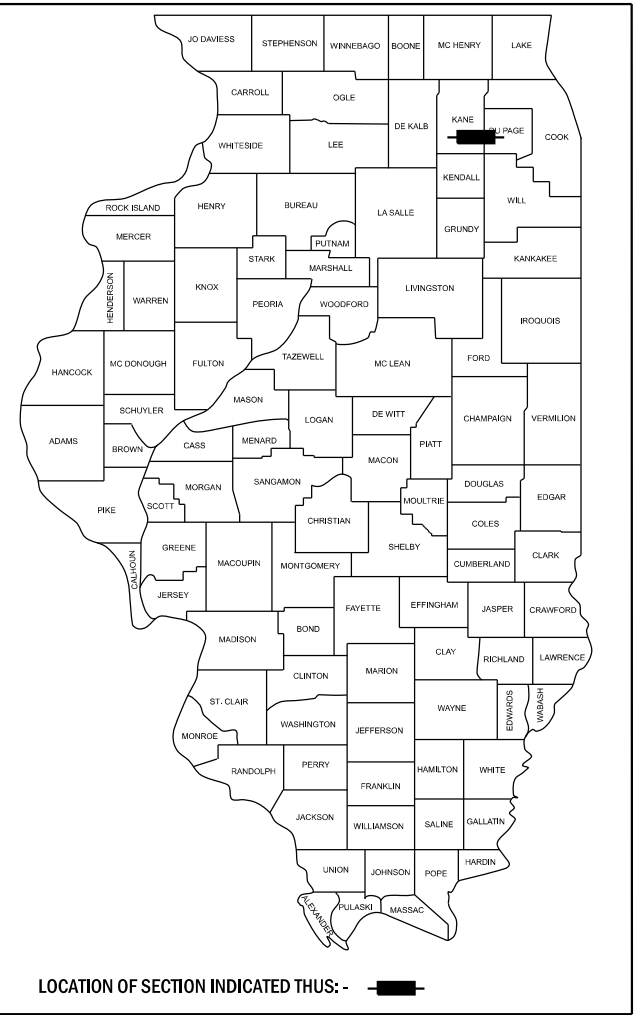 JO DAVIESS
STEPHENSON
WINNEBAGO
BOONE
MC HENRY
LAKE
CARROLL
OGLE
DE KALB
KANE
DU PAGE
COOK
WHITESIDE
LEE
KENDALL
ROCK ISLAND
HENRY
BUREAU
LA SALLE
WILL
MERCER
PUTNAM
GRUNDY
STARK
MARSHALL
KANKAKEE
HENDERSON
WARREN
KNOX
PEORIA
WOODFORD
LIVINGSTON
IROQUOIS
HANCOCK
MC DONOUGH
FULTON
TAZEWELL
MC LEAN
FORD
MASON
SCHUYLER
LOGAN
DE WITT
CHAMPAIGN
VERMILION
ADAMS
BROWN
CASS
MENARD
PIATT
MACON
PIKE
SCOTT
MORGAN
SANGAMON
MOULTRIE
DOUGLAS
EDGAR
CHRISTIAN
COLES
CALHOUN
GREENE
MACOUPIN
MONTGOMERY
SHELBY
CUMBERLAND
CLARK
JERSEY
FAYETTE
EFFINGHAM
JASPER
CRAWFORD
MADISON
BOND
CLAY
RICHLAND
LAWRENCE
CLINTON
MARION
ST. CLAIR
WAYNE
EDWARDS
WABASH
WASHINGTON
JEFFERSON
MONROE
RANDOLPH
PERRY
HAMILTON
WHITE
FRANKLIN
JACKSON
WILLIAMSON
SALINE
GALLATIN
UNION
JOHNSON
POPE
HARDIN
ALEXANDER
PULASKI
MASSAC
LOCATION OF SECTION INDICATED THUS: -